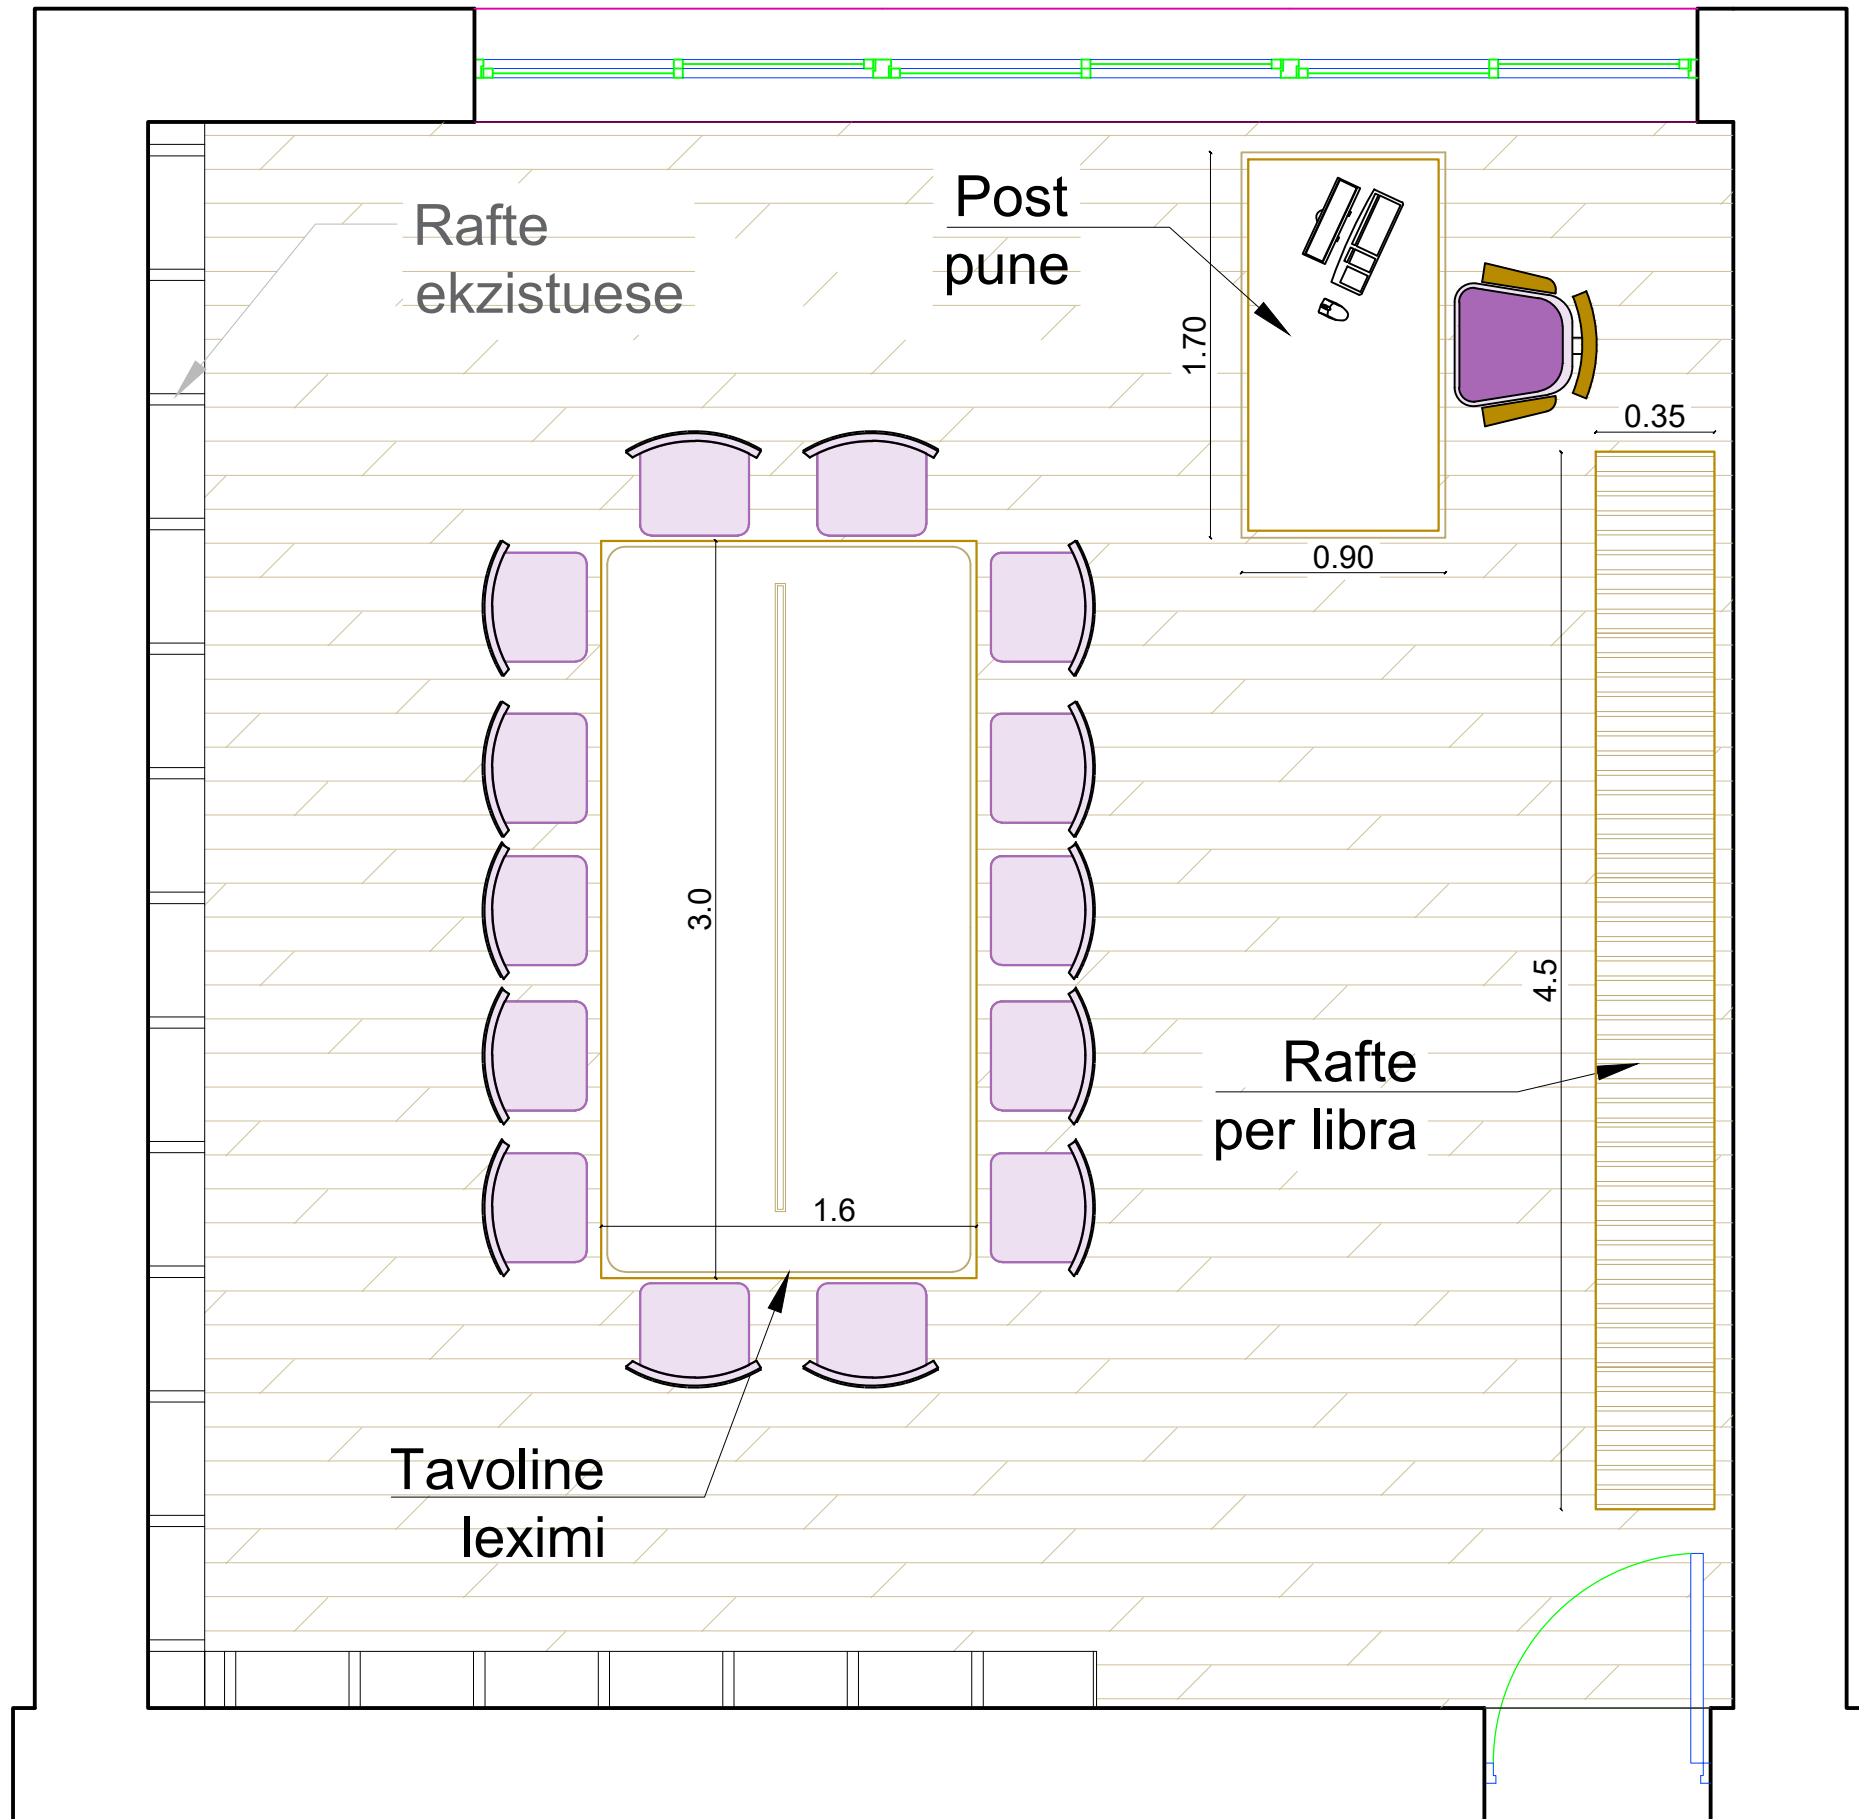 Rafte
ekzistuese
Post
pune
1.70
0.90
0.35
4.5
3.0
1.6
Rafte
per libra
Tavoline
leximi